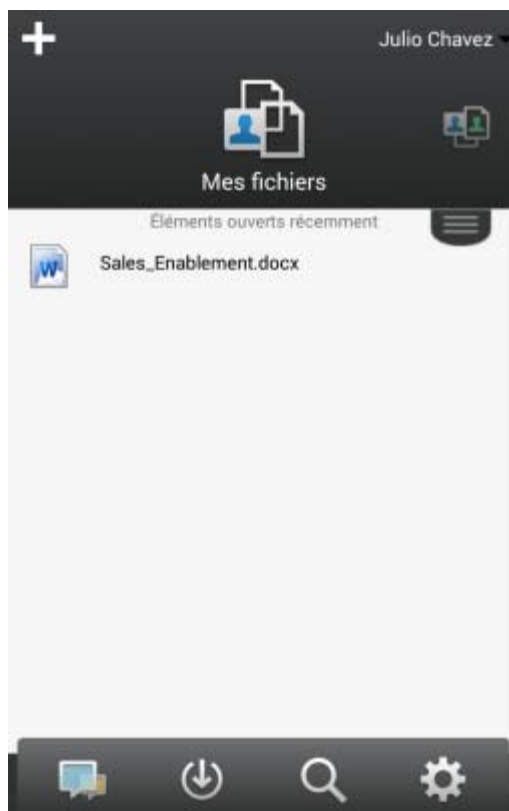 Julio Chavez
Mes fichiers
Éléments ouverts récemment
Sales_Enablement.docx